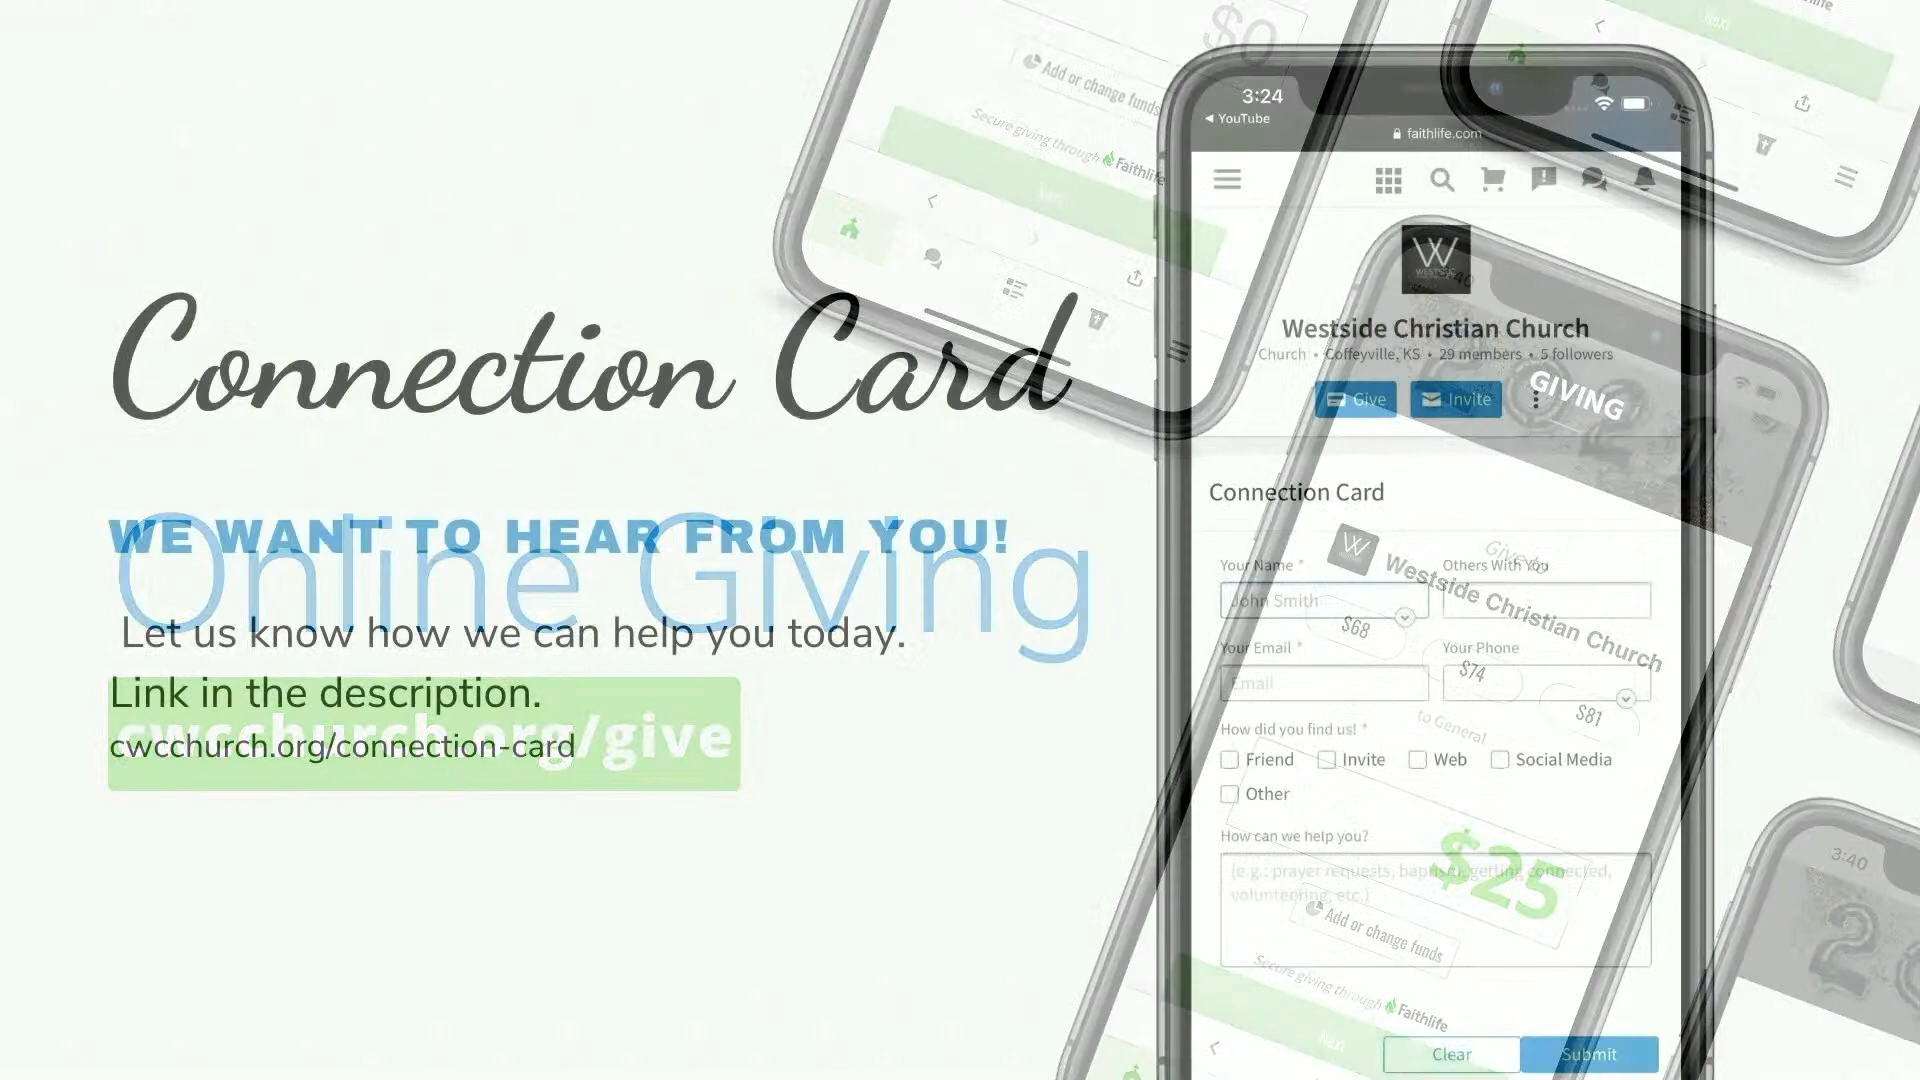 Connection Card
WE WANT TO HEAR FROM YOU!
Online Giving
Let us know how we can help you today.
Link in the description.
cwcchurch.org/give
cwcchurch.org/connection-card
$0
Add or change funds
Secure giving through Faithlife
Next
Next
3:24
YouTube
faithlife.com
W
WESTSIDE
Westside Christian Church
Church • Coffeyville, KS • 29 members • 5 followers
Give
Invite
GIVING
Connection Card
Your Name *
Others With You
John Smith
Your Email *
Your Phone
Email
How did you find us! *
Friend
Invite
Web
Social Media
Other
How can we help you?
(e.g.: prayer requests, baptism, getting connected,
volunteering, etc.)
Clear
Submit
Give to
Westside Christian Church
$68
$74
$81
to General
$25
Add or change funds
Secure giving through Faithlife
Next
3:40